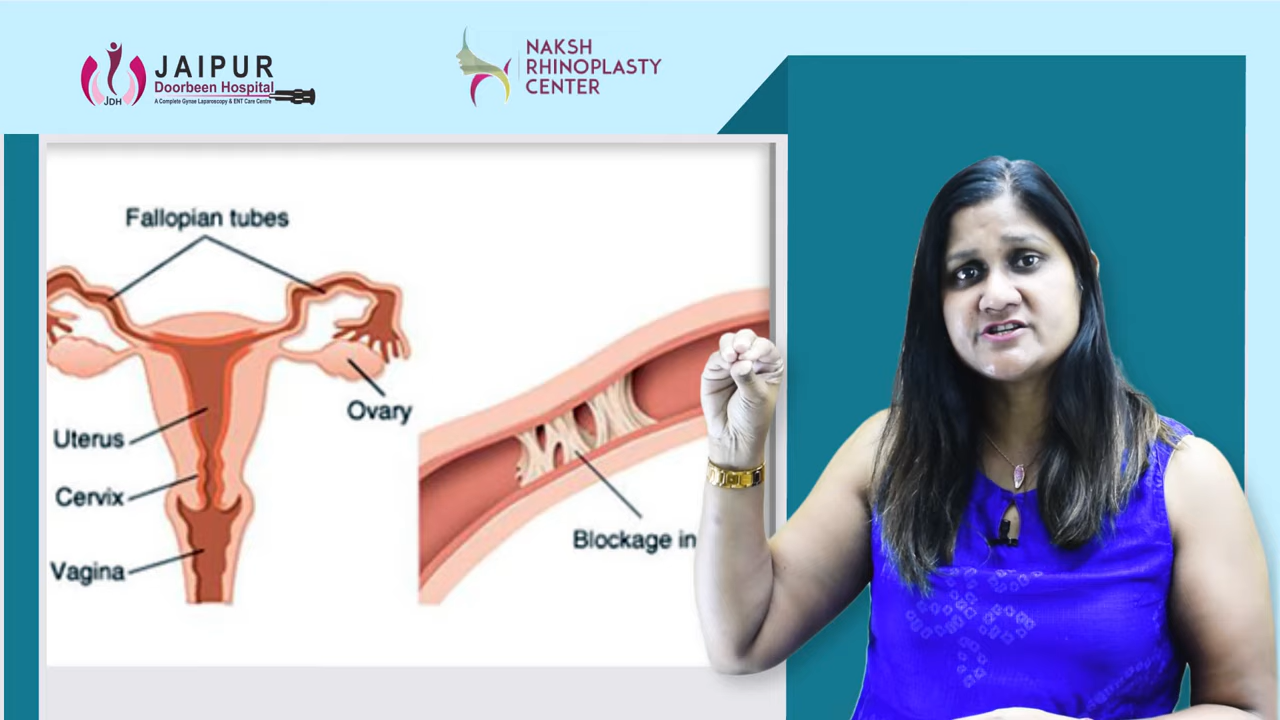 JAIPUR
Doorbeen Hospital
A Complete Gynae Laparoscopy & ENT Care Centre
JDH
NAKSH
RHINOPLASTY
CENTER
Fallopian tubes
Ovary
Uterus
Cervix
Vagina
Blockage in